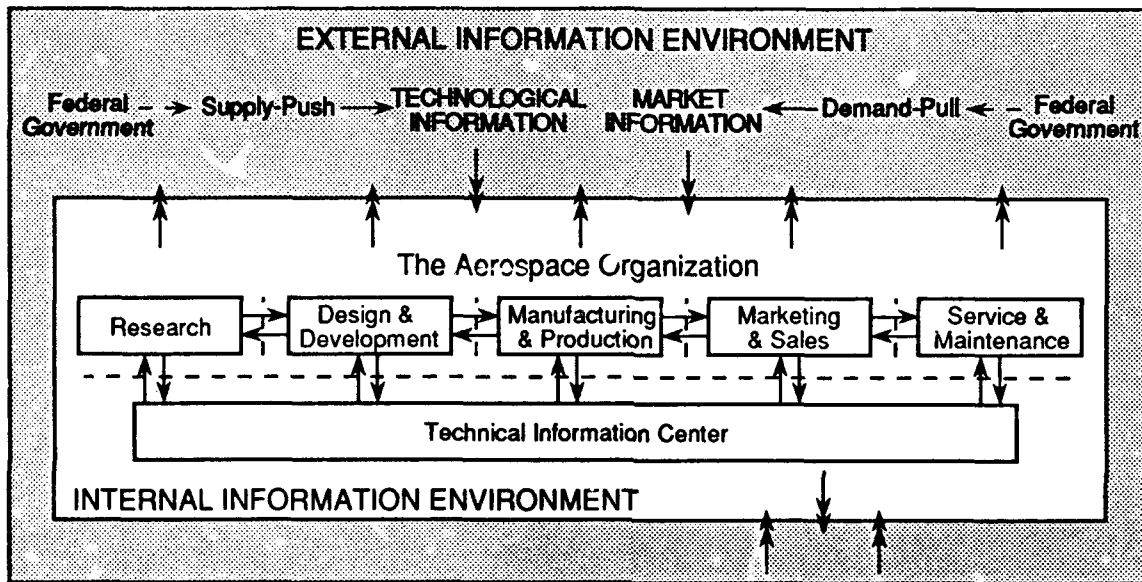 EXTERNAL INFORMATION ENVIRONMENT
Federal
Government
Supply-Push
TECHNOLOGICAL
INFORMATION
MARKET
INFORMATION
Demand-Pull
Federal
Government
The Aerospace Organization
Research
Design &
Development
Manufacturing
& Production
Marketing
& Sales
Service &
Maintenance
Technical Information Center
INTERNAL INFORMATION ENVIRONMENT